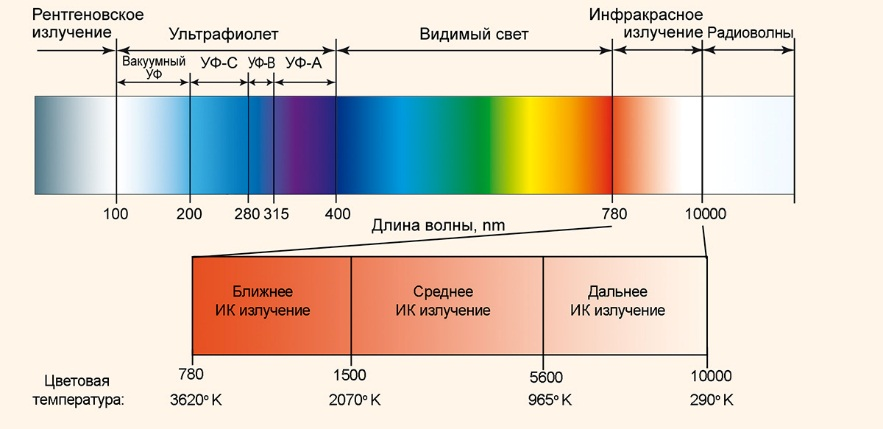 Рентгеновское
излучение
Ультрафиолет
Видимый свет
Инфракрасное
излучение
Радиоволны
Вакуумный
УФ
УФ-С
УФ-В
УФ-А
100
200
280
315
400
780
10000
Длина волны, nm
Ближнее
ИК излучение
Среднее
ИК излучение
Дальнее
ИК излучение
780
1500
5600
10000
Цветовая
температура:
3620°K
2070°K
965°K
290°K